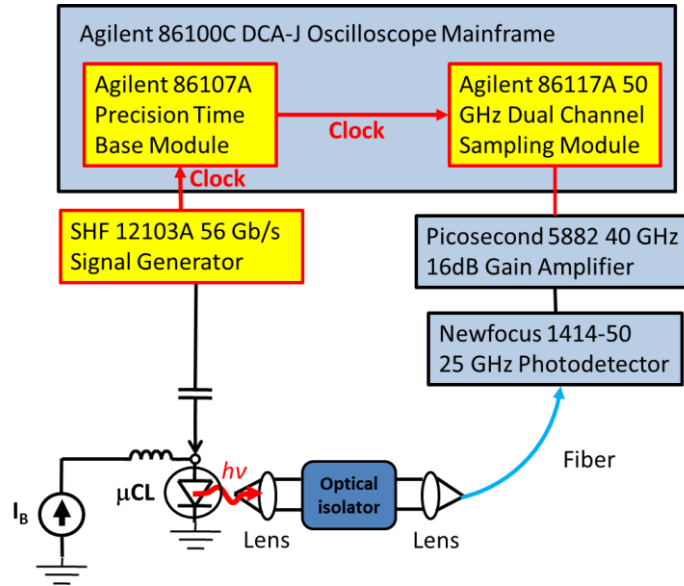 Agilent 86100C DCA-J Oscilloscope Mainframe
Agilent 86107A
Precision Time
Base Module
Agilent 86117A 50
GHz Dual Channel
Sampling Module
Clock
Clock
SHF 12103A 56 Gb/s
Signal Generator
Picosecond 5882 40 GHz
16dB Gain Amplifier
Newfocus 1414-50
25 GHz Photodetector
Fiber
hν
μCL
Optical
isolator
I_B
Lens
Lens